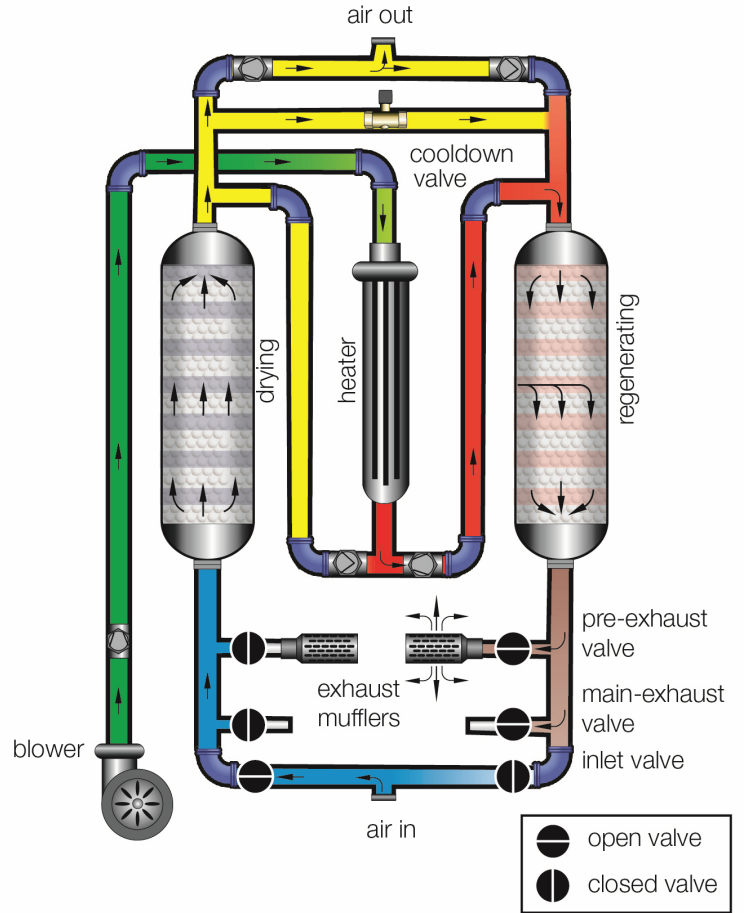 air out
cooldown
valve
drying
heater
regenerating
pre-exhaust
valve
exhaust
mufflers
main-exhaust
valve
blower
inlet valve
air in
open valve
closed valve